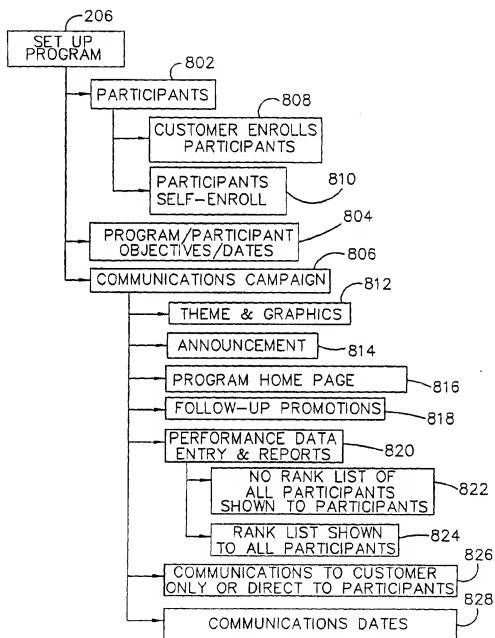 206
SET UP
PROGRAM
802
PARTICIPANTS
808
CUSTOMER ENROLLS
PARTICIPANTS
PARTICIPANTS
SELF-ENROLL
810
804
PROGRAM/PARTICIPANT
OBJECTIVES/DATES
806
COMMUNICATIONS CAMPAIGN
812
THEME & GRAPHICS
ANNOUNCEMENT
814
PROGRAM HOME PAGE
816
FOLLOW-UP PROMOTIONS
818
PERFORMANCE DATA
ENTRY & REPORTS
820
NO RANK LIST OF
ALL PARTICIPANTS
SHOWN TO PARTICIPANTS
822
RANK LIST SHOWN
TO ALL PARTICIPANTS
824
826
COMMUNICATIONS TO CUSTOMER
ONLY OR DIRECT TO PARTICIPANTS
828
COMMUNICATIONS DATES